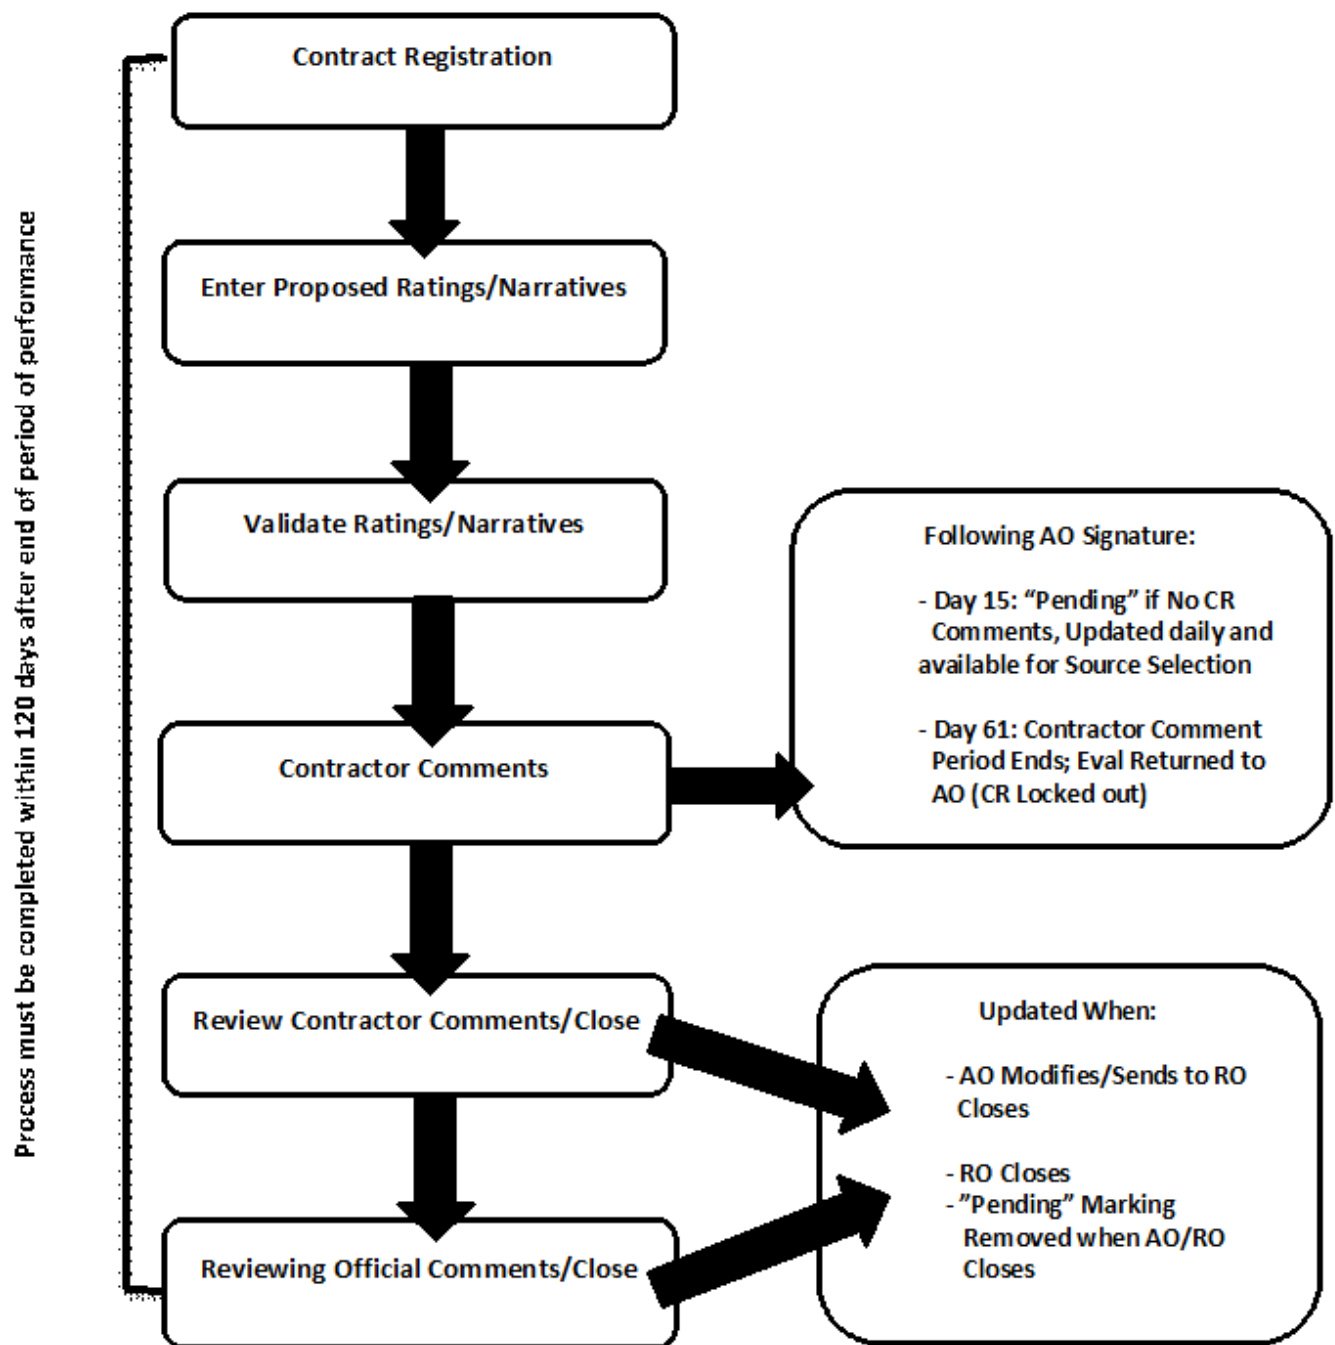 Process must be completed within 120 days after end of period of performance
Contract Registration
Enter Proposed Ratings/Narratives
Validate Ratings/Narratives
Contractor Comments
Following AO Signature:
- Day 15: “Pending” if No CR
Comments, Updated daily and
available for Source Selection
- Day 61: Contractor Comment
Period Ends; Eval Returned to
AO (CR Locked out)
Review Contractor Comments/Close
Reviewing Official Comments/Close
Updated When:
- AO Modifies/Sends to RO
Closes
- RO Closes
- ”Pending” Marking
Removed when AO/RO
Closes